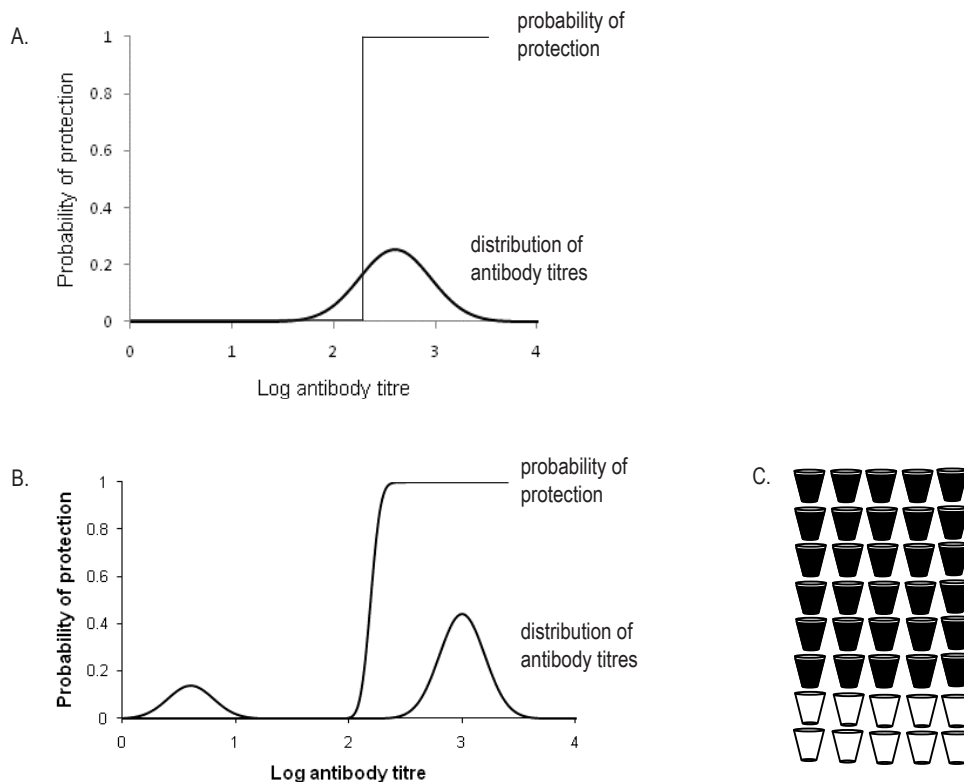 A.
probability of
protection
Probability of protection
1
0.8
0.6
0.4
0.2
0
distribution of
antibody titres
0 1 2 3 4
Log antibody titre
B.
probability of
protection
Probability of protection
1
0.8
0.6
0.4
0.2
0
distribution of
antibody titres
0 1 2 3 4
Log antibody titre
C.